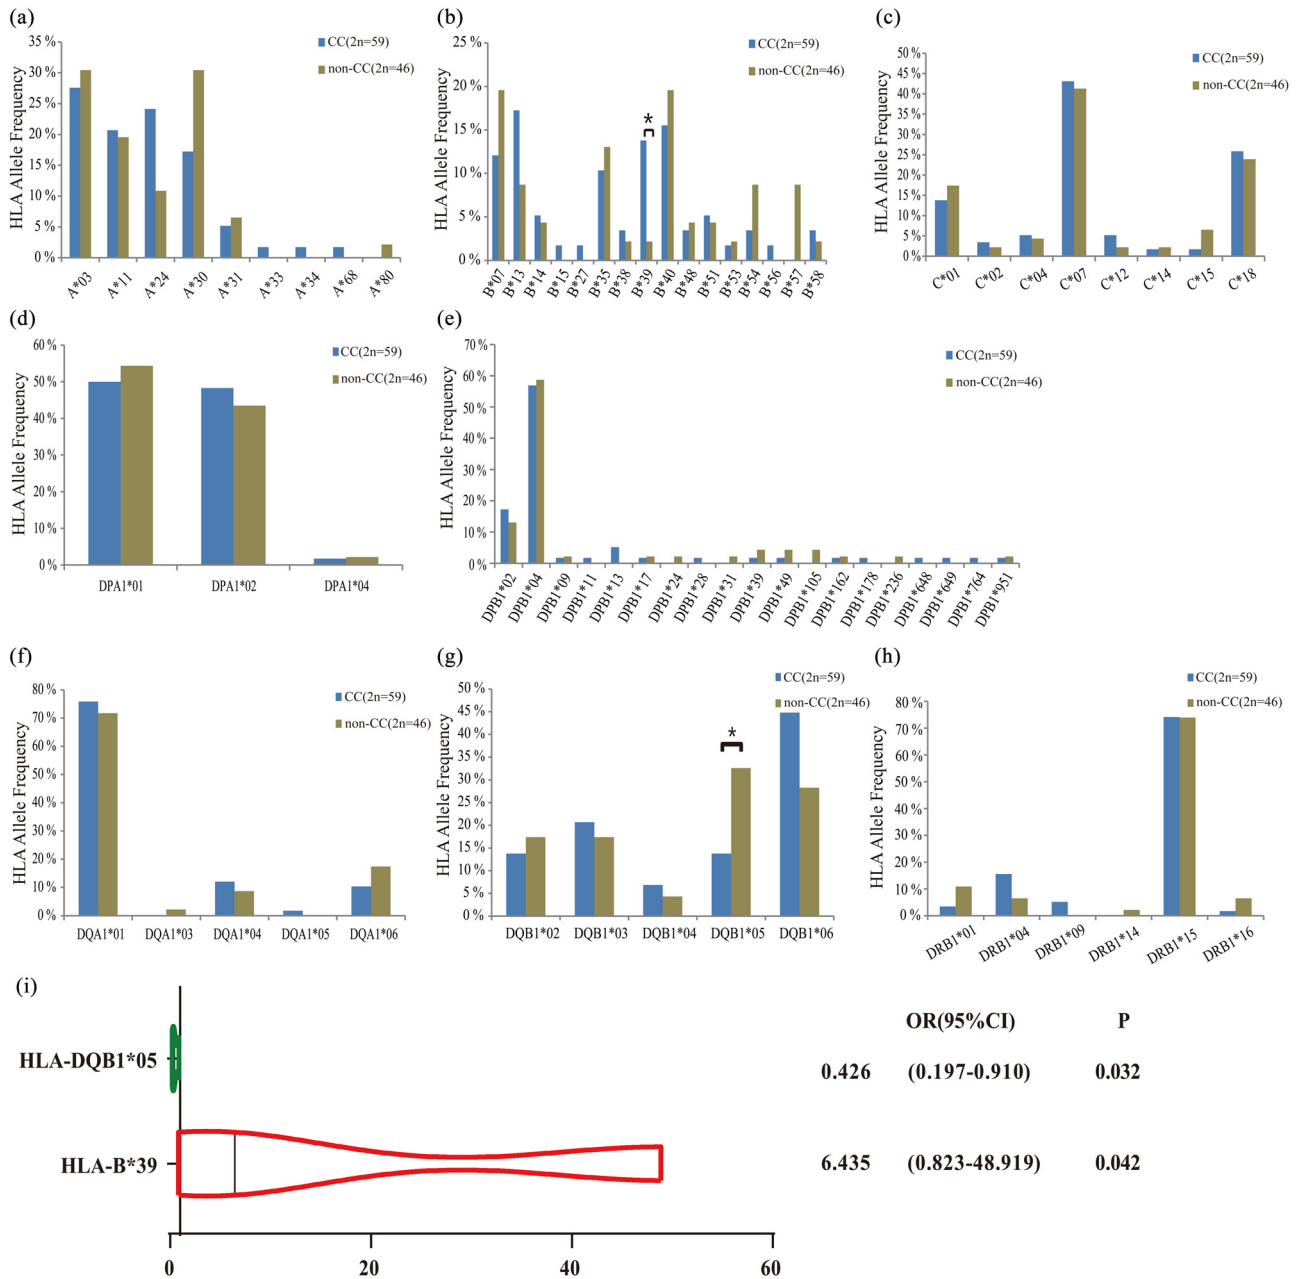 (a)
35 %
30 %
25 %
20 %
15 %
10 %
5 %
0 %
HLA Allele Frequency
CC(2n=59)
non-CC(2n=46)
A*03 A*11 A*24 A*30 A*31 A*33 A*34 A*68 A*80
(b)
25 %
20 %
15 %
10 %
5 %
0 %
HLA Allele Frequency
CC(2n=59)
non-CC(2n=46)
*
B*07 B*13 B*14 B*15 B*27 B*35 B*38 B*39 B*40 B*48 B*51 B*53 B*54 B*56 B*57 B*58
(c)
50 %
45 %
40 %
35 %
30 %
25 %
20 %
15 %
10 %
5 %
0 %
HLA Allele Frequency
CC(2n=59)
non-CC(2n=46)
C*01 C*02 C*04 C*07 C*12 C*14 C*15 C*18
(d)
60 %
50 %
40 %
30 %
20 %
10 %
0 %
HLA Allele Frequency
CC(2n=59)
non-CC(2n=46)
DPA1*01 DPA1*02 DPA1*04
(e)
70 %
60 %
50 %
40 %
30 %
20 %
10 %
0 %
HLA Allele Frequency
CC(2n=59)
non-CC(2n=46)
DPB1*02 DPB1*04 DPB1*09 DPB1*11 DPB1*13 DPB1*17 DPB1*24 DPB1*28 DPB1*31 DPB1*39 DPB1*49 DPB1*105 DPB1*162 DPB1*178 DPB1*236 DPB1*648 DPB1*649 DPB1*764 DPB1*951
(f)
80 %
70 %
60 %
50 %
40 %
30 %
20 %
10 %
0 %
HLA Allele Frequency
CC(2n=59)
non-CC(2n=46)
DQA1*01 DQA1*03 DQA1*04 DQA1*05 DQA1*06
(g)
50 %
45 %
40 %
35 %
30 %
25 %
20 %
15 %
10 %
5 %
0 %
HLA Allele Frequency
CC(2n=59)
non-CC(2n=46)
*
DQB1*02 DQB1*03 DQB1*04 DQB1*05 DQB1*06
(h)
80 %
70 %
60 %
50 %
40 %
30 %
20 %
10 %
0 %
HLA Allele Frequency
CC(2n=59)
non-CC(2n=46)
DRB1*01 DRB1*04 DRB1*09 DRB1*14 DRB1*15 DRB1*16
(i)
OR(95%CI) P
HLA-DQB1*05 0.426 (0.197-0.910) 0.032
HLA-B*39 6.435 (0.823-48.919) 0.042
0 20 40 60